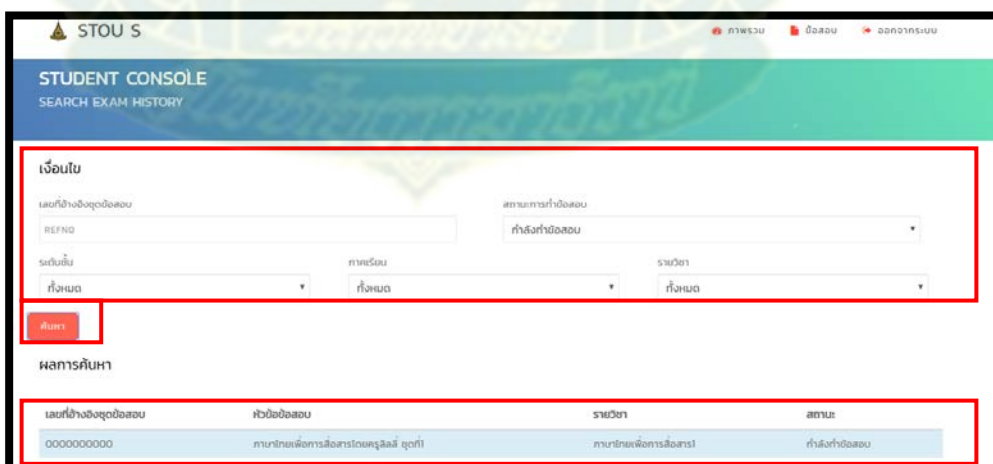 STOU S
ภาพรวม ข้อสอบ ออกจากระบบ
STUDENT CONSOLE
SEARCH EXAM HISTORY
เงื่อนไข
เลขที่อ้างอิงชุดข้อสอบ สถานะการทำข้อสอบ
REFNO กำลังทำข้อสอบ
ระดับชั้น ภาคเรียน รายวิชา
ทั้งหมด ทั้งหมด ทั้งหมด
ค้นหา
ผลการค้นหา
เลขที่อ้างอิงชุดข้อสอบ หัวข้อข้อสอบ รายวิชา สถานะ
0000000000 ภาษาไทยเพื่อการสื่อสารโดยครูลิลลี่ ชุดที่1 ภาษาไทยเพื่อการสื่อสาร1 กำลังทำข้อสอบ